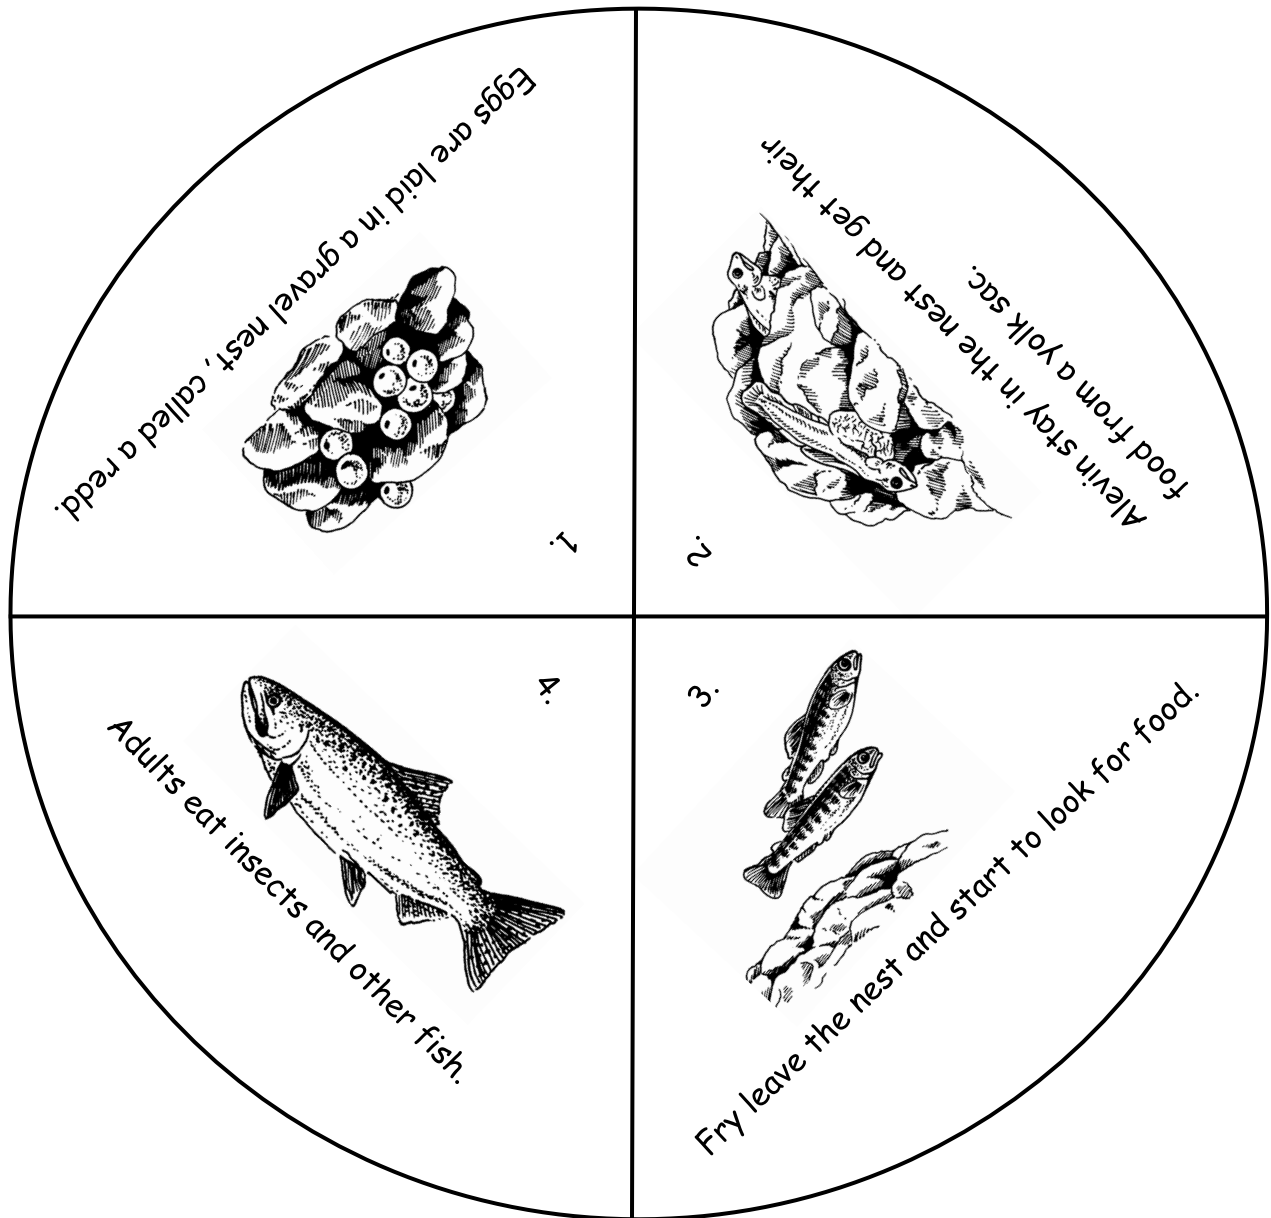 1.
Eggs are laid in a gravel nest, called a redd.
2.
Alevin stay in the nest and get their
food from a yolk sac.
3.
Fry leave the nest and start to look for food.
4.
Adults eat insects and other fish.